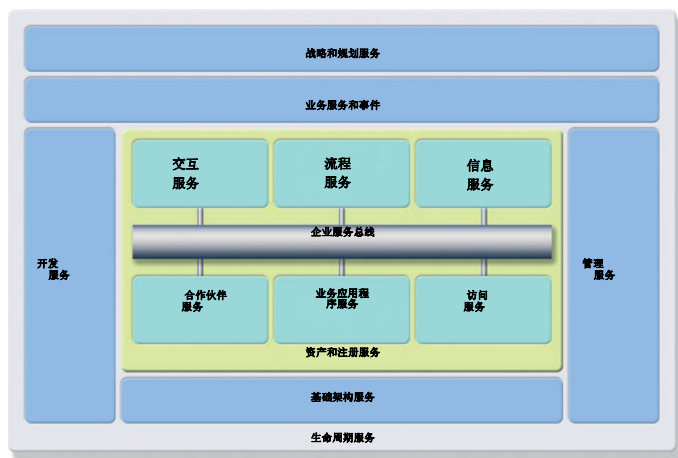 战略和规划服务
业务服务和事件
交互
服务
流程
服务
信息
服务
企业服务总线
开发
服务
管理
服务
合作伙伴
服务
业务应用程
序服务
访问
服务
资产和注册服务
基础架构服务
生命周期服务